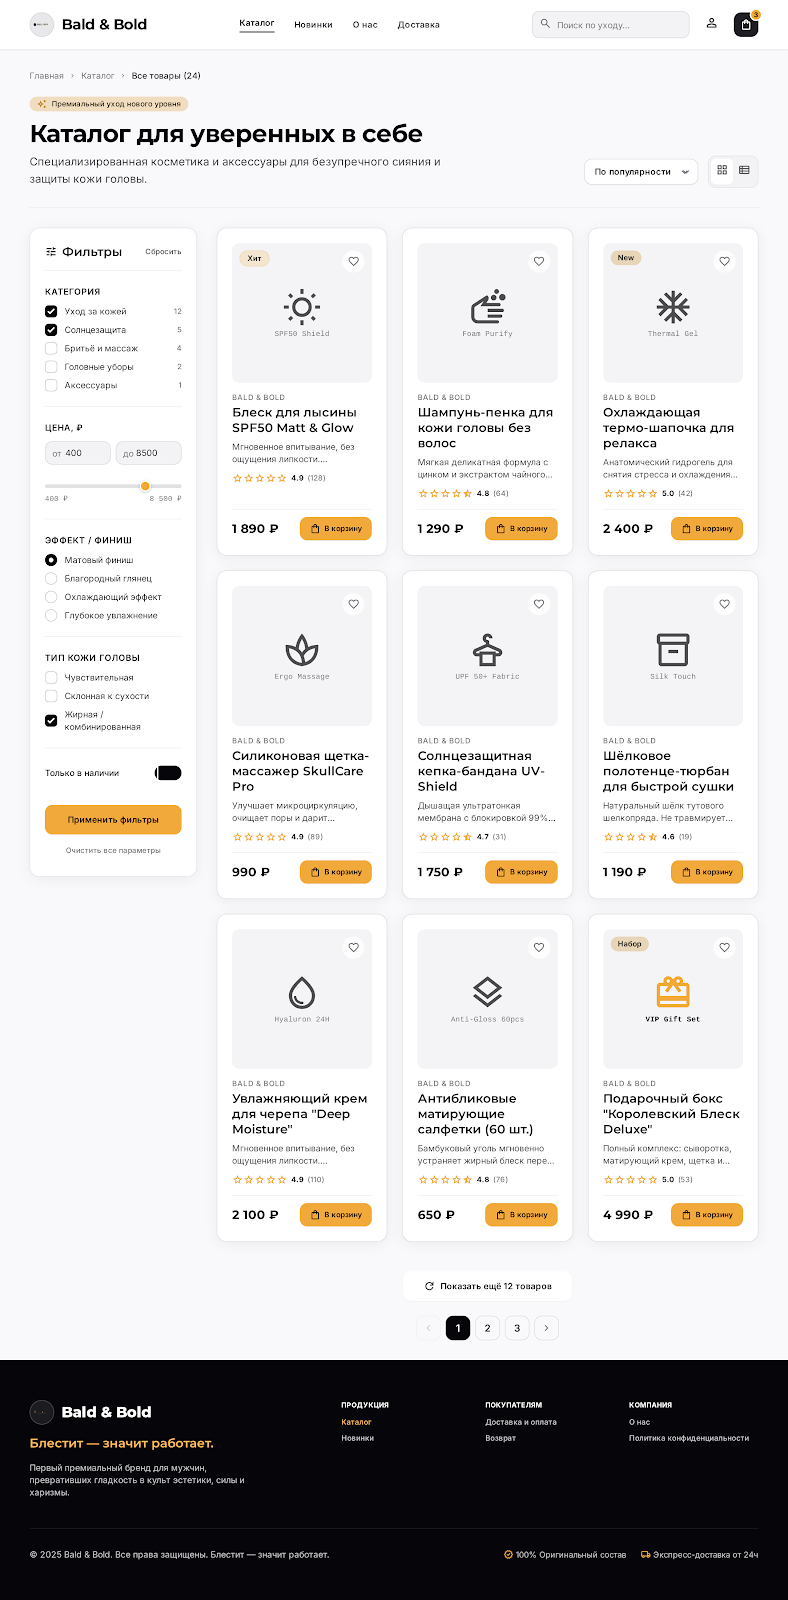 Bald & Bold
Каталог
Новинки
О нас
Доставка
Поиск по уходу...
3
Главная › Каталог › Все товары (24)
Премиальный уход нового уровня
Каталог для уверенных в себе
Специализированная косметика и аксессуары для безупречного сияния и
защиты кожи головы.
По популярности
Фильтры
Сбросить
КАТЕГОРИЯ
Уход за кожей 12
Солнцезащита 5
Бритьё и массаж 4
Головные уборы 2
Аксессуары 1
ЦЕНА, ₽
от 400
до 8500
400 ₽
8 500 ₽
ЭФФЕКТ / ФИНИШ
Матовый финиш
Благородный глянец
Охлаждающий эффект
Глубокое увлажнение
ТИП КОЖИ ГОЛОВЫ
Чувствительная
Склонная к сухости
Жирная /
комбинированная
Только в наличии
Применить фильтры
Очистить все параметры
Хит
SPF50 Shield
BALD & BOLD
Блеск для лысины
SPF50 Matt & Glow
Мгновенное впитывание, без
ощущения липкости....
4.9 (128)
1 890 ₽
В корзину
Foam Purify
BALD & BOLD
Шампунь-пенка для
кожи головы без
волос
Мягкая деликатная формула с
цинком и экстрактом чайного...
4.8 (64)
1 290 ₽
В корзину
New
Thermal Gel
BALD & BOLD
Охлаждающая
термо-шапочка для
релакса
Анатомический гидрогель для
снятия стресса и охлаждения...
5.0 (42)
2 400 ₽
В корзину
Ergo Massage
BALD & BOLD
Силиконовая щетка-
массажер SkullCare
Pro
Улучшает микроциркуляцию,
очищает поры и дарит...
4.9 (89)
990 ₽
В корзину
UPF 50+ Fabric
BALD & BOLD
Солнцезащитная
кепка-бандана UV-
Shield
Дышащая ультратонкая
мембрана с блокировкой 99%...
4.7 (31)
1 750 ₽
В корзину
Silk Touch
BALD & BOLD
Шёлковое
полотенце-тюрбан
для быстрой сушки
Натуральный шёлк тутового
шелкопряда. Не травмирует...
4.6 (19)
1 190 ₽
В корзину
Hyaluron 24H
BALD & BOLD
Увлажняющий крем
для черепа "Deep
Moisture"
Мгновенное впитывание, без
ощущения липкости....
4.9 (110)
2 100 ₽
В корзину
Anti-Gloss 60pcs
BALD & BOLD
Антибликовые
матирующие
салфетки (60 шт.)
Бамбуковый уголь мгновенно
устраняет жирный блеск пере...
4.8 (76)
650 ₽
В корзину
Набор
VIP Gift Set
BALD & BOLD
Подарочный бокс
"Королевский Блеск
Deluxe"
Полный комплекс: сыворотка,
матирующий крем, щетка и...
5.0 (53)
4 990 ₽
В корзину
Показать ещё 12 товаров
‹ 1 2 3 ›
Bald & Bold
Блестит — значит работает.
Первый премиальный бренд для мужчин,
превративших гладкость в культ эстетики, силы и
харизмы.
ПРОДУКЦИЯ
Каталог
Новинки
ПОКУПАТЕЛЯМ
Доставка и оплата
Возврат
КОМПАНИЯ
О нас
Политика конфиденциальности
© 2025 Bald & Bold. Все права защищены. Блестит — значит работает.
100% Оригинальный состав
Экспресс-доставка от 24ч